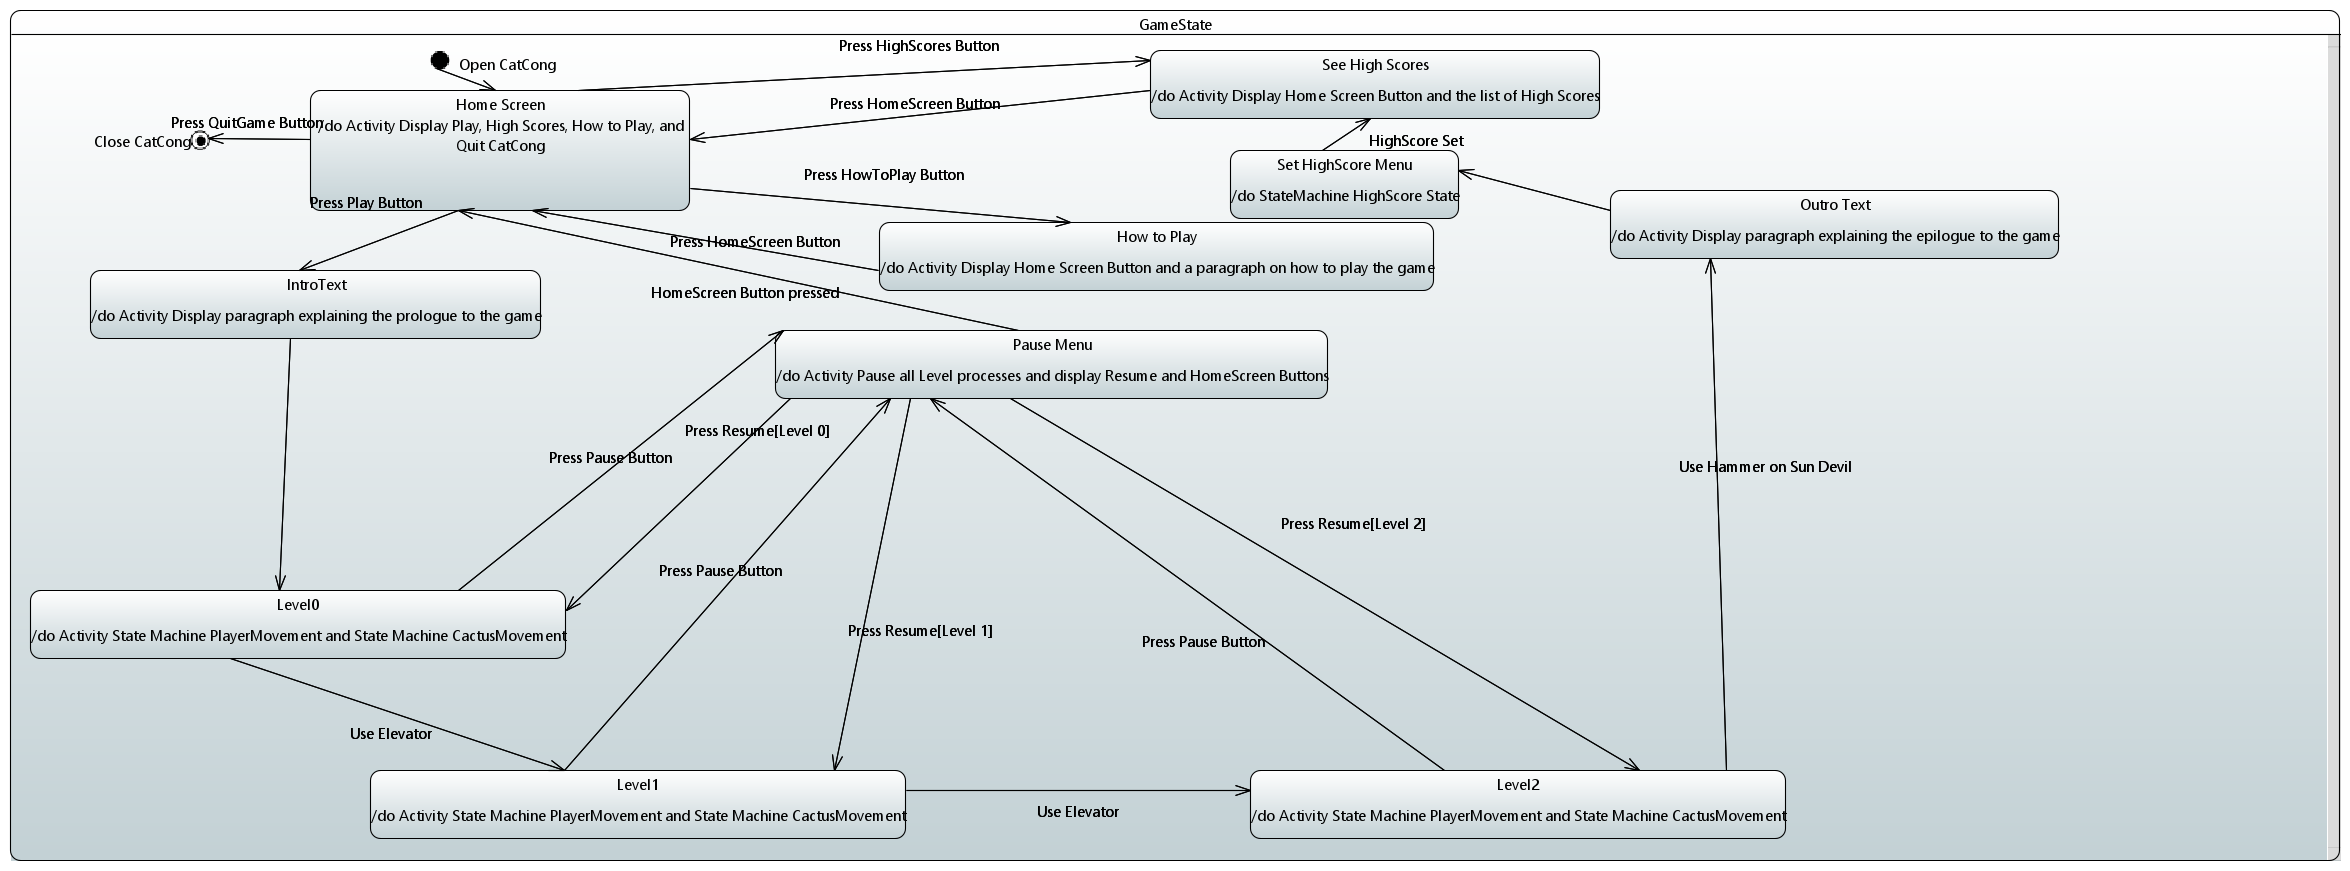 GameState
Press HighScores Button
Open CatCong
See High Scores
/do Activity Display Home Screen Button and the list of High Scores
Home Screen
/do Activity Display Play, High Scores, How to Play, and
Quit CatCong
Press HomeScreen Button
Press QuitGame Button
Close CatCong
HighScore Set
Set HighScore Menu
/do StateMachine HighScore State
Press HowToPlay Button
Press Play Button
Outro Text
/do Activity Display paragraph explaining the epilogue to the game
How to Play
/do Activity Display Home Screen Button and a paragraph on how to play the game
Press HomeScreen Button
IntroText
/do Activity Display paragraph explaining the prologue to the game
HomeScreen Button pressed
Pause Menu
/do Activity Pause all Level processes and display Resume and HomeScreen Buttons
Press Resume[Level 0]
Press Pause Button
Use Hammer on Sun Devil
Press Resume[Level 2]
Press Pause Button
Level0
/do Activity State Machine PlayerMovement and State Machine CactusMovement
Press Resume[Level 1]
Press Pause Button
Use Elevator
Level1
/do Activity State Machine PlayerMovement and State Machine CactusMovement
Use Elevator
Level2
/do Activity State Machine PlayerMovement and State Machine CactusMovement